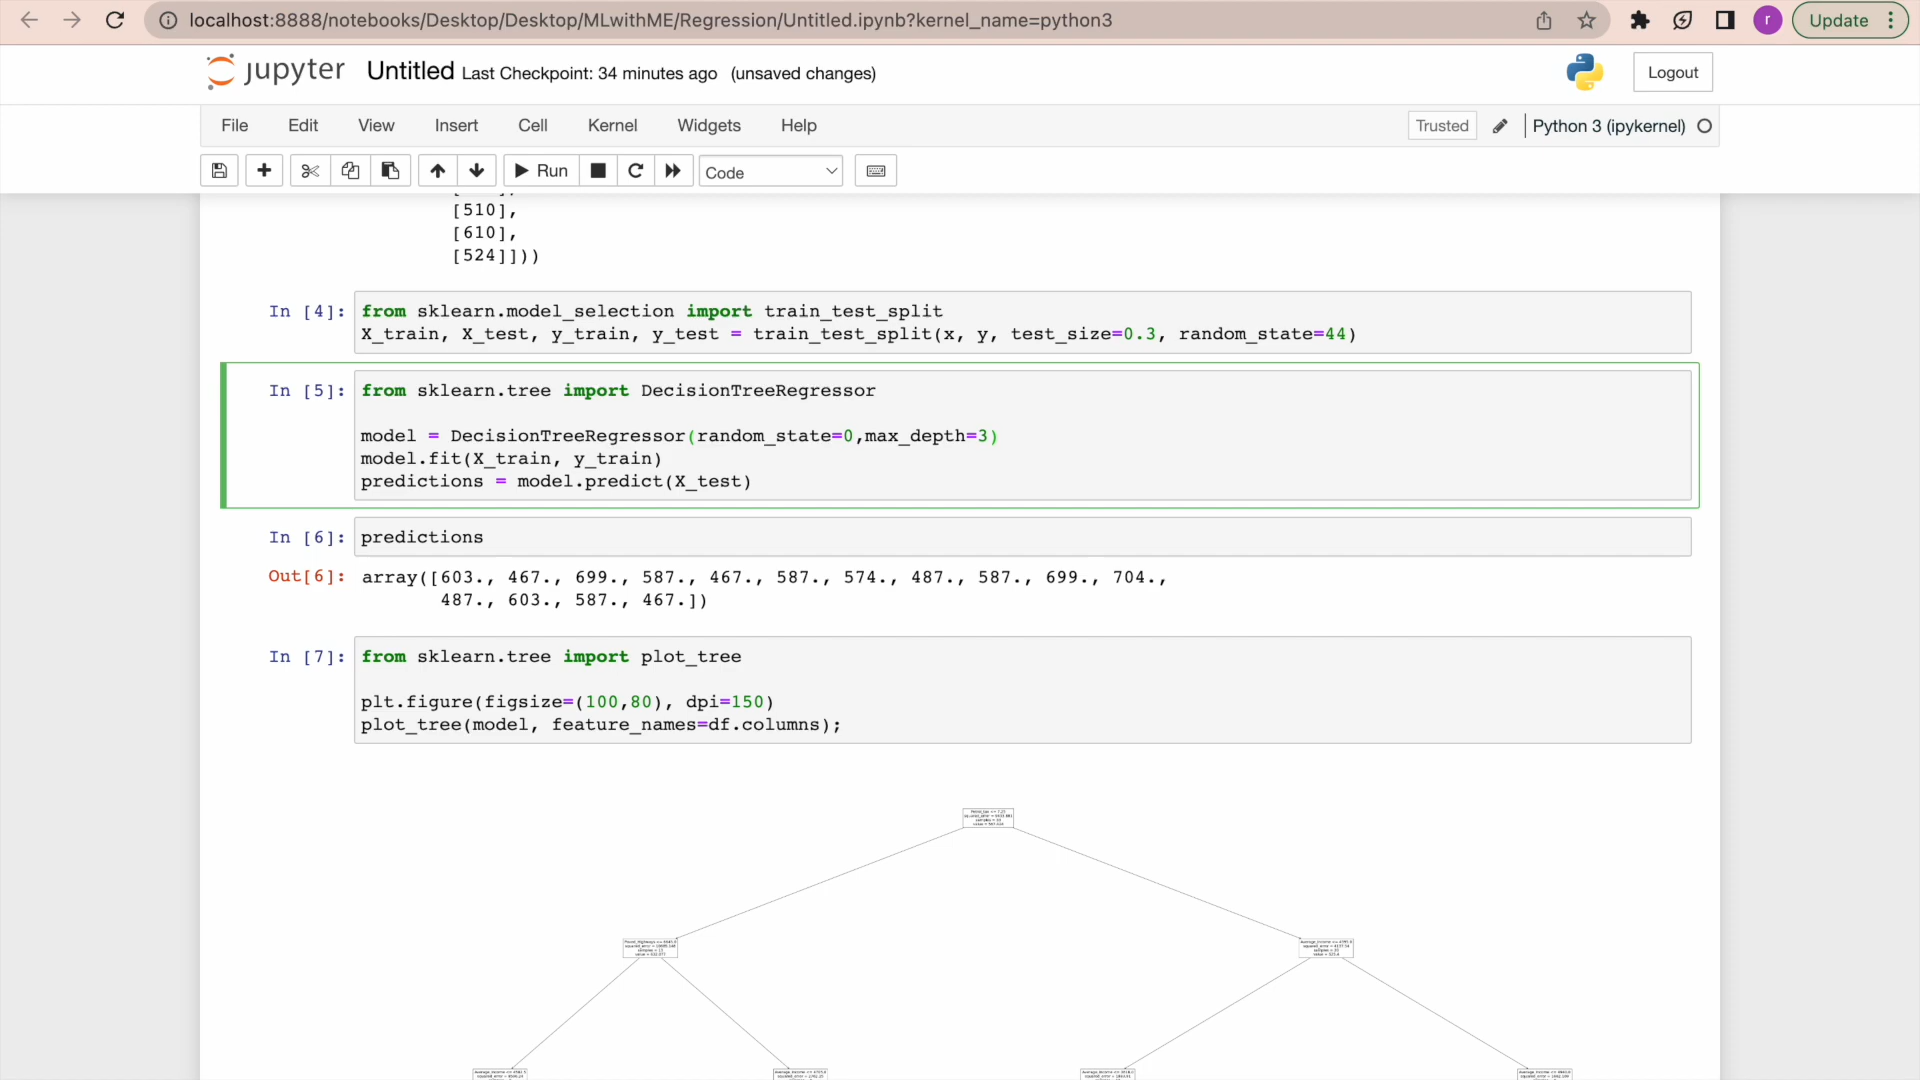 localhost:8888/notebooks/Desktop/Desktop/MLwithME/Regression/Untitled.ipynb?kernel_name=python3
r
Update
jupyter Untitled Last Checkpoint: 34 minutes ago (unsaved changes)
Logout
File Edit View Insert Cell Kernel Widgets Help
Trusted
Python 3 (ipykernel)
Run
Code
[510],
[610],
[524]]))
In [4]:
from sklearn.model_selection import train_test_split
X_train, X_test, y_train, y_test = train_test_split(x, y, test_size=0.3, random_state=44)
In [5]:
from sklearn.tree import DecisionTreeRegressor
model = DecisionTreeRegressor(random_state=0,max_depth=3)
model.fit(X_train, y_train)
predictions = model.predict(X_test)
In [6]:
predictions
Out[6]:
array([603., 467., 699., 587., 467., 587., 574., 487., 587., 699., 704.,
487., 603., 587., 467.])
In [7]:
from sklearn.tree import plot_tree
plt.figure(figsize=(100,80), dpi=150)
plot_tree(model, feature_names=df.columns);